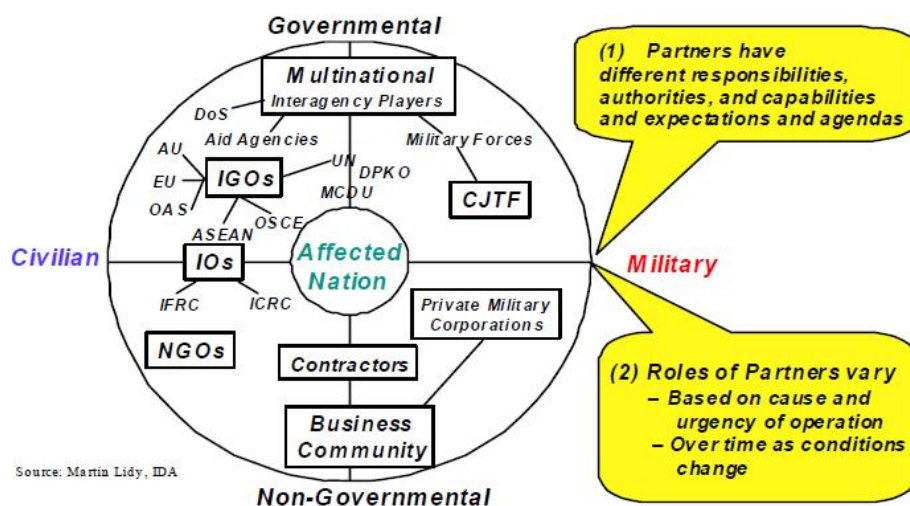 Governmental
Multinational
Interagency Players
DoS
Aid Agencies
Military Forces
AU
IGOs
UN
DPKO
EU
MCDU
CJTF
OAS
OSCE
ASEAN
Civilian
IOs
Affected
Nation
Military
IFRC
ICRC
Private Military
Corporations
NGOs
Contractors
Business
Community
Source: Martin Lidy, IDA
Non-Governmental
(1) Partners have
different responsibilities,
authorities, and capabilities
and expectations and agendas
(2) Roles of Partners vary
– Based on cause and
urgency of operation
– Over time as conditions
change